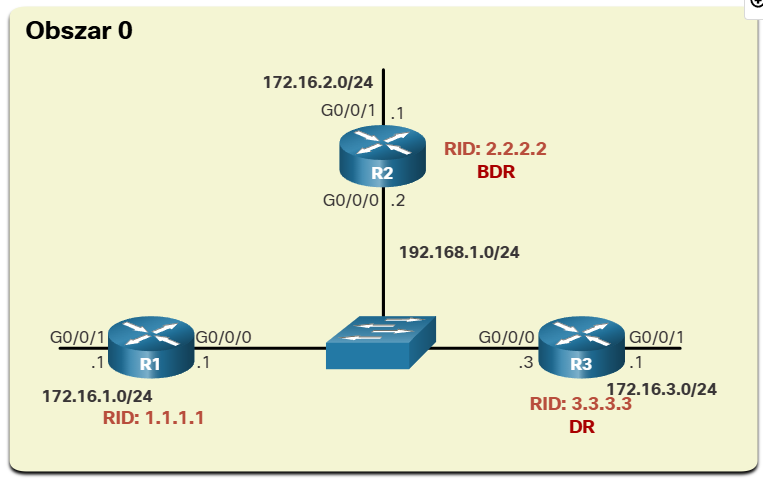 Obszar 0
172.16.2.0/24
G0/0/1 .1
R2
RID: 2.2.2.2
BDR
G0/0/0 .2
192.168.1.0/24
G0/0/1
R1
G0/0/0
.1
.1
172.16.1.0/24
RID: 1.1.1.1
G0/0/0
R3
G0/0/1
.3
.1
172.16.3.0/24
RID: 3.3.3.3
DR